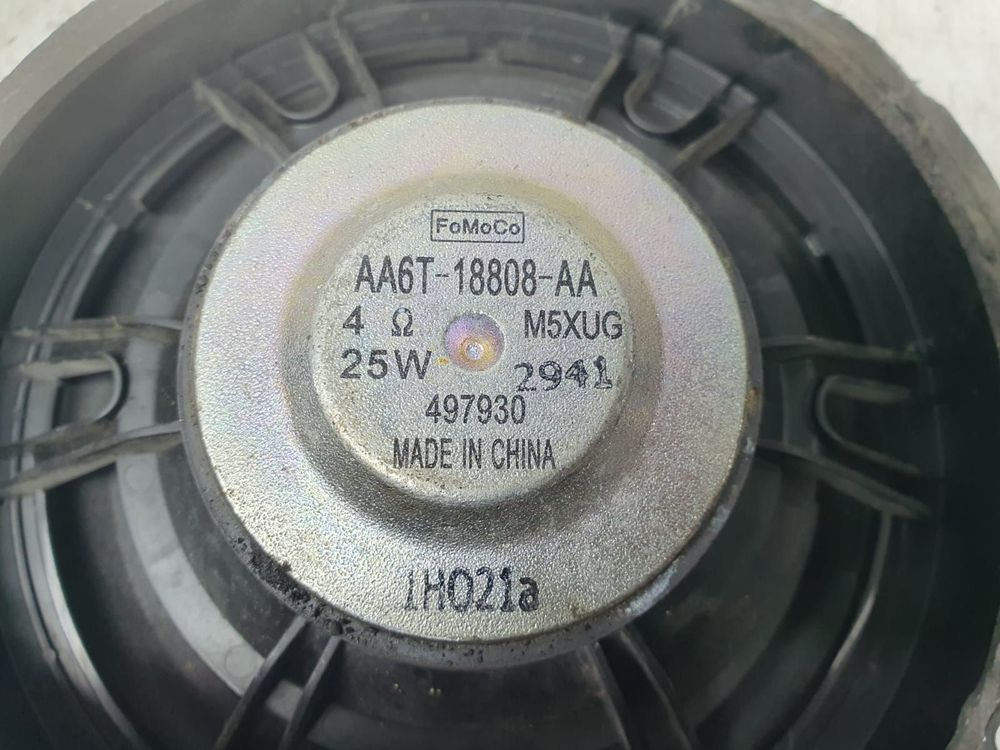 FoMoCo
AA6T-18808-AA
4 Ω M5XUG
25W 2941
497930
MADE IN CHINA
1H021a